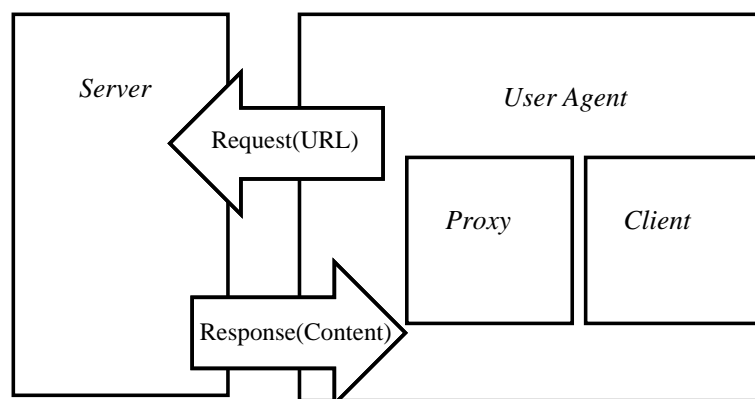 Server
User Agent
Request(URL)
Proxy
Client
Response(Content)